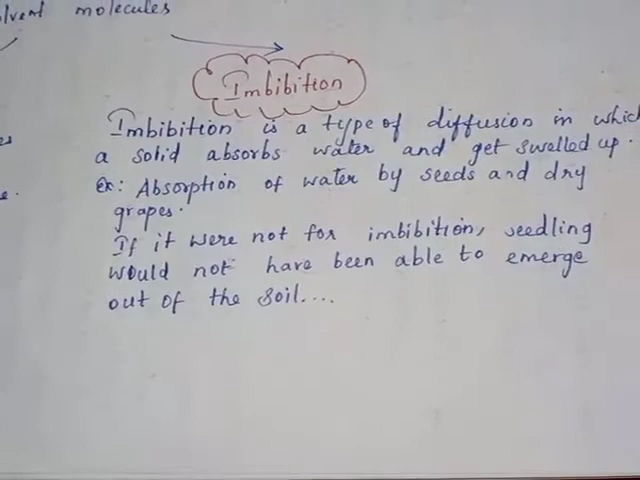 molecules
Imbibition
Imbibition is a type of diffusion in which
a solid absorbs water and get swelled up.
Ex: Absorption of water by seeds and dry
grapes.
If it were not for imbibition, seedling
would not have been able to emerge
out of the soil....